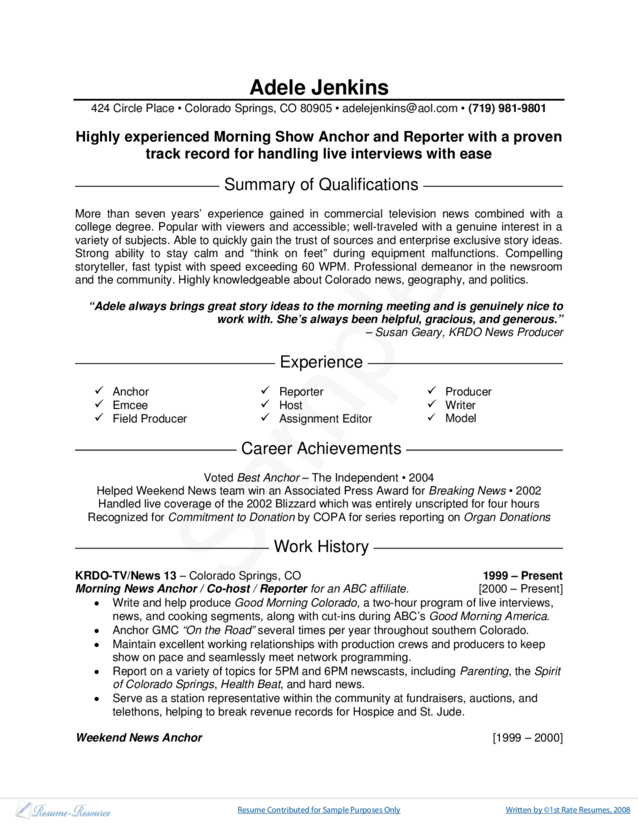 Adele Jenkins
424 Circle Place • Colorado Springs, CO 80905 • adelejenkins@aol.com • (719) 981-9801
Highly experienced Morning Show Anchor and Reporter with a proven
track record for handling live interviews with ease
Summary of Qualifications
More than seven years’ experience gained in commercial television news combined with a
college degree. Popular with viewers and accessible; well-traveled with a genuine interest in a
variety of subjects. Able to quickly gain the trust of sources and enterprise exclusive story ideas.
Strong ability to stay calm and “think on feet” during equipment malfunctions. Compelling
storyteller, fast typist with speed exceeding 60 WPM. Professional demeanor in the newsroom
and the community. Highly knowledgeable about Colorado news, geography, and politics.
“Adele always brings great story ideas to the morning meeting and is genuinely nice to
work with. She’s always been helpful, gracious, and generous.”
– Susan Geary, KRDO News Producer
Experience
✓ Anchor ✓ Reporter ✓ Producer
✓ Emcee ✓ Host ✓ Writer
✓ Field Producer ✓ Assignment Editor ✓ Model
Career Achievements
Voted Best Anchor – The Independent • 2004
Helped Weekend News team win an Associated Press Award for Breaking News • 2002
Handled live coverage of the 2002 Blizzard which was entirely unscripted for four hours
Recognized for Commitment to Donation by COPA for series reporting on Organ Donations
Work History
KRDO-TV/News 13 – Colorado Springs, CO 1999 – Present
Morning News Anchor / Co-host / Reporter for an ABC affiliate. [2000 – Present]
• Write and help produce Good Morning Colorado, a two-hour program of live interviews,
news, and cooking segments, along with cut-ins during ABC’s Good Morning America.
• Anchor GMC “On the Road” several times per year throughout southern Colorado.
• Maintain excellent working relationships with production crews and producers to keep
show on pace and seamlessly meet network programming.
• Report on a variety of topics for 5PM and 6PM newscasts, including Parenting, the Spirit
of Colorado Springs, Health Beat, and hard news.
• Serve as a station representative within the community at fundraisers, auctions, and
telethons, helping to break revenue records for Hospice and St. Jude.
Weekend News Anchor [1999 – 2000]
Sample
Resume-Resource
Resume Contributed for Sample Purposes Only
Written by ©1st Rate Resumes, 2008